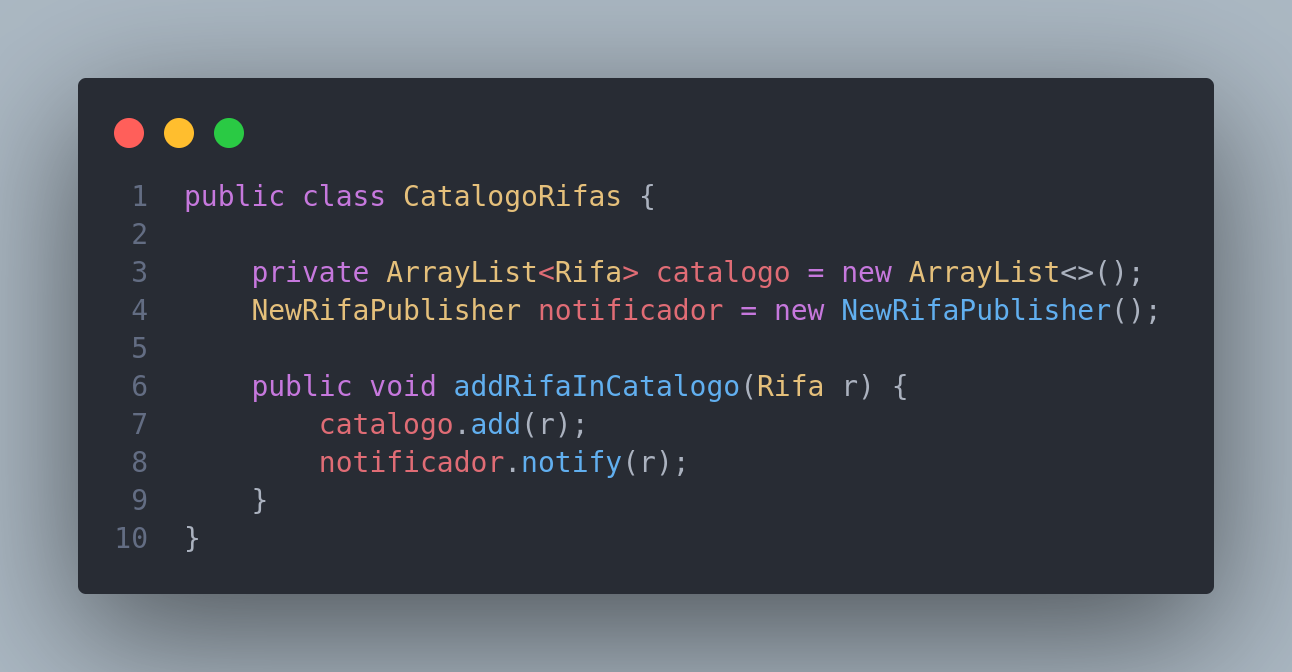 1 public class CatalogoRifas {
2
3     private ArrayList<Rifa> catalogo = new ArrayList<>();
4     NewRifaPublisher notificador = new NewRifaPublisher();
5
6     public void addRifaInCatalogo(Rifa r) {
7         catalogo.add(r);
8         notificador.notify(r);
9     }
10 }